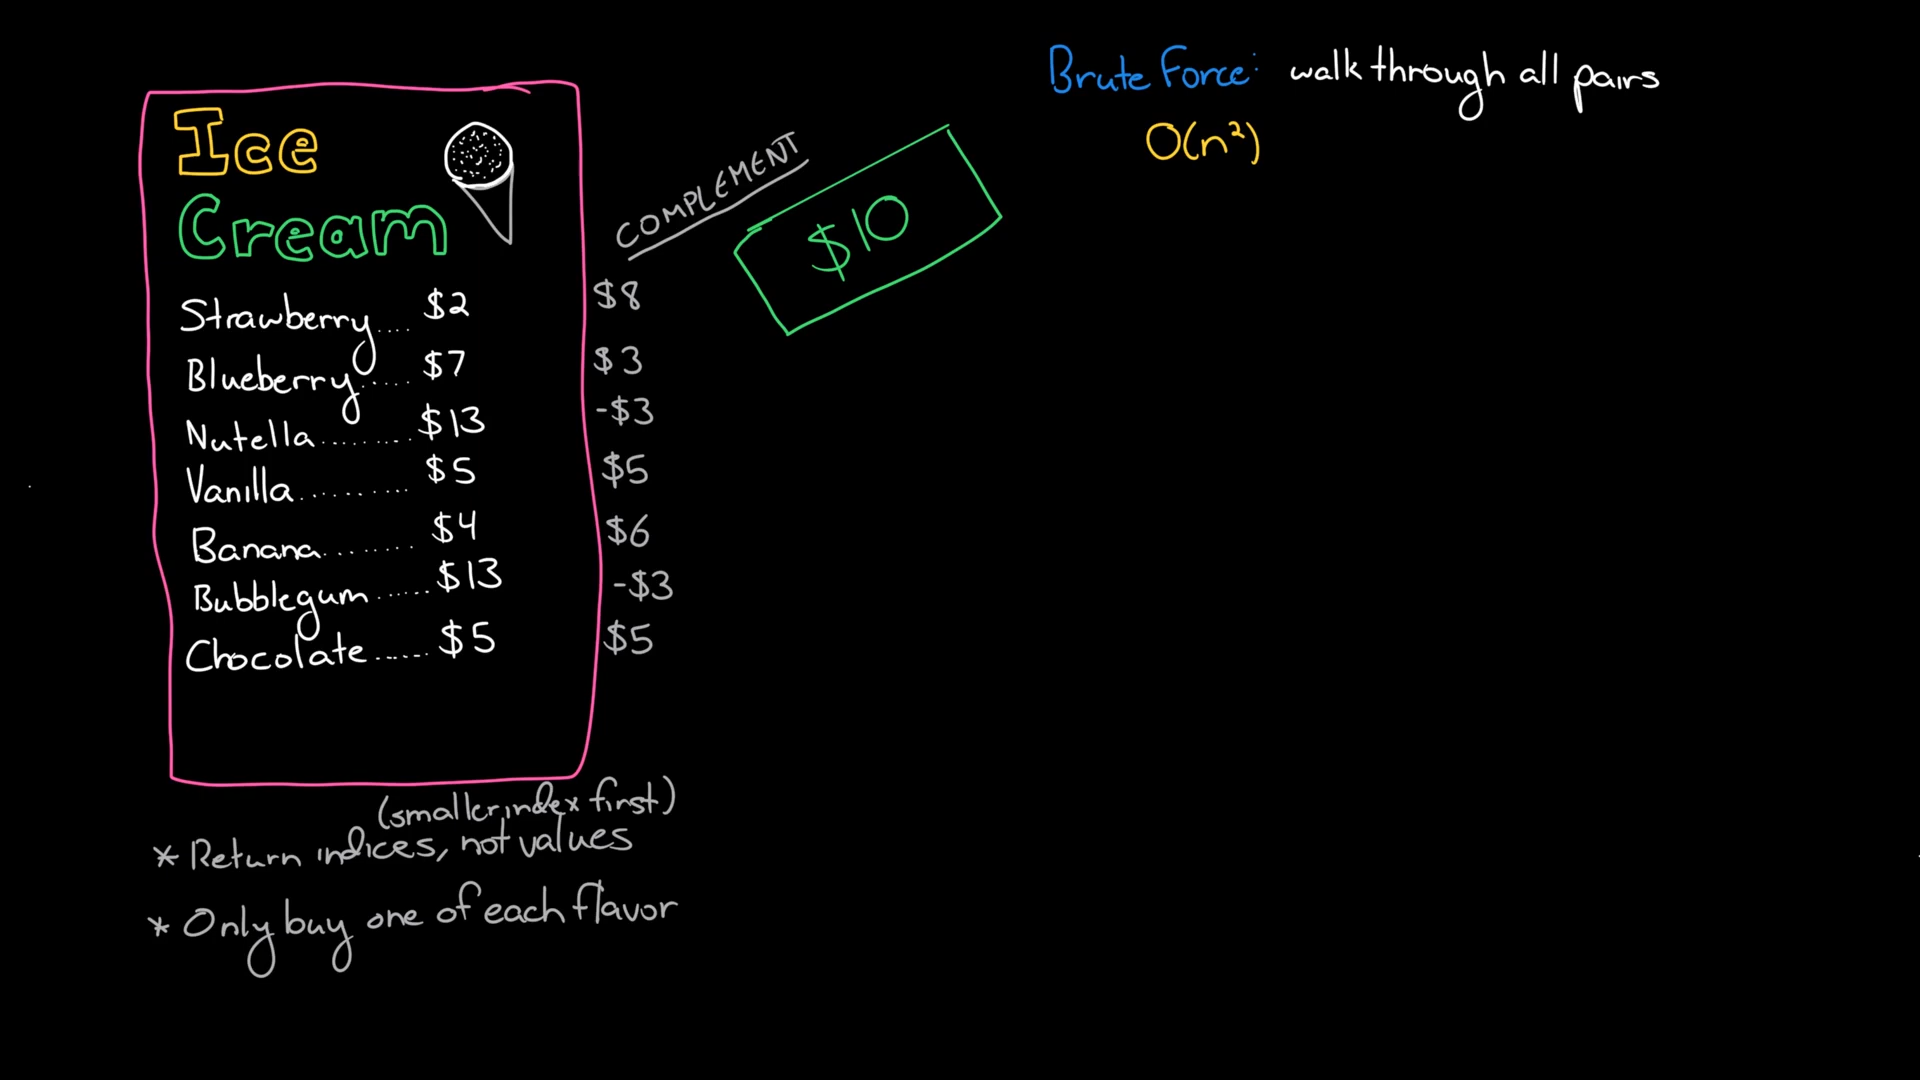 Brute Force: walk through all pairs
O(n²)
Ice
Cream
COMPLEMENT
$10
Strawberry.... $2 $8
Blueberry..... $7 $3
Nutella......... $13 -$3
Vanilla.......... $5 $5
Banana........ $4 $6
Bubblegum...... $13 -$3
Chocolate...... $5 $5
(smaller index first)
* Return indices, not values
* Only buy one of each flavor